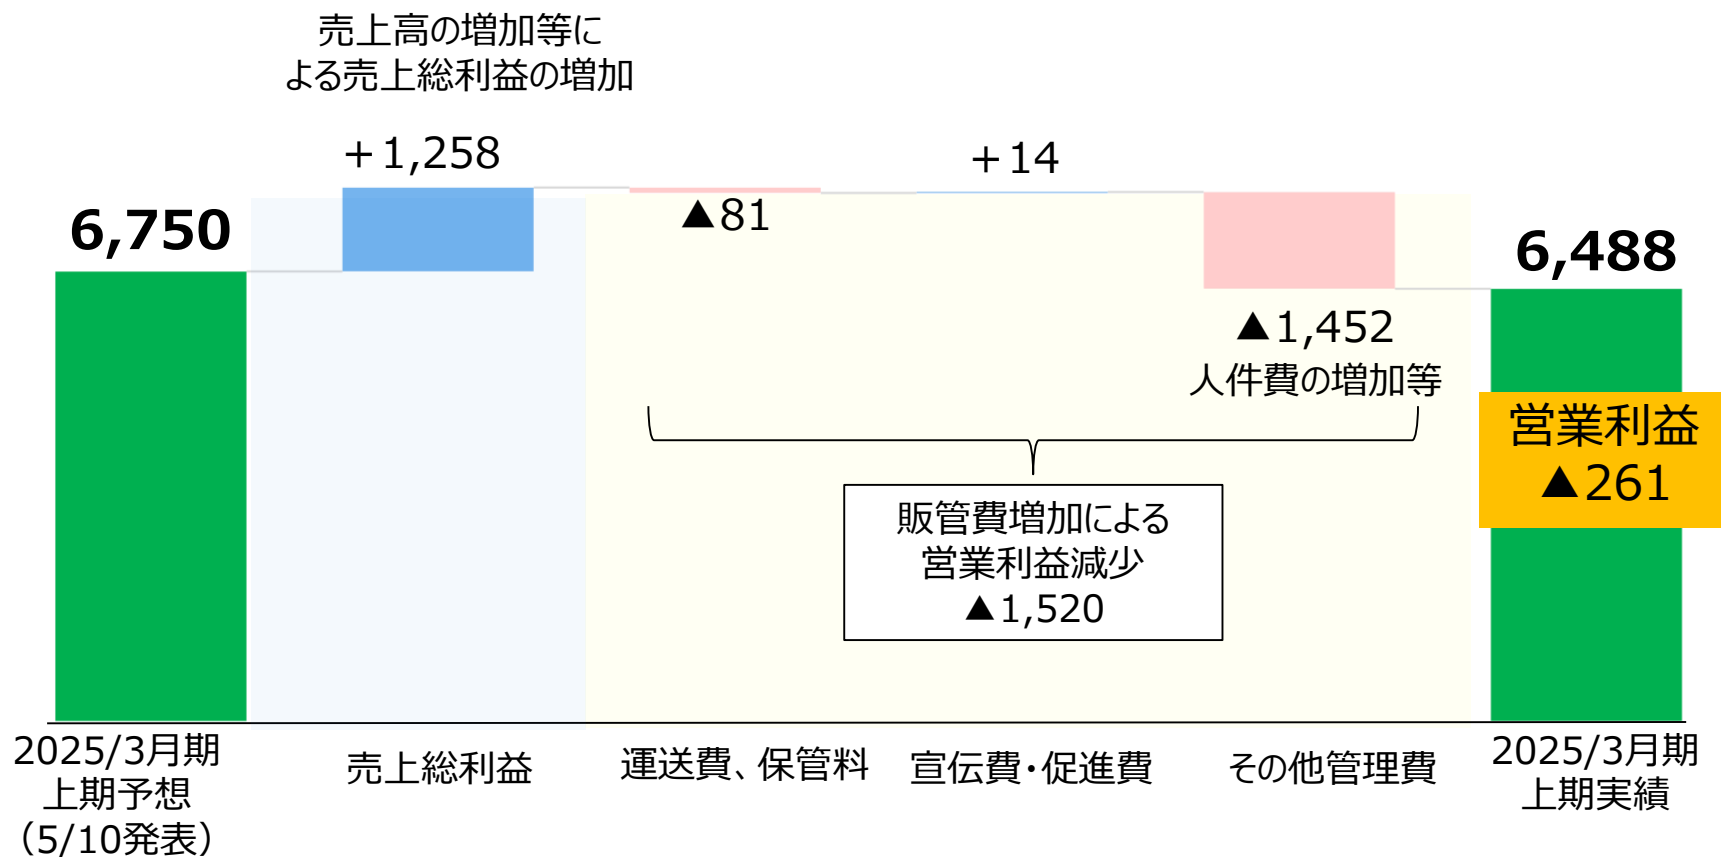 売上高の増加等に
よる売上総利益の増加
＋1,258
＋14
▲81
6,750
6,488
▲1,452
人件費の増加等
営業利益
▲261
販管費増加による
営業利益減少
▲1,520
2025/3月期
上期予想
（5/10発表）
売上総利益
運送費、保管料
宣伝費・促進費
その他管理費
2025/3月期
上期実績